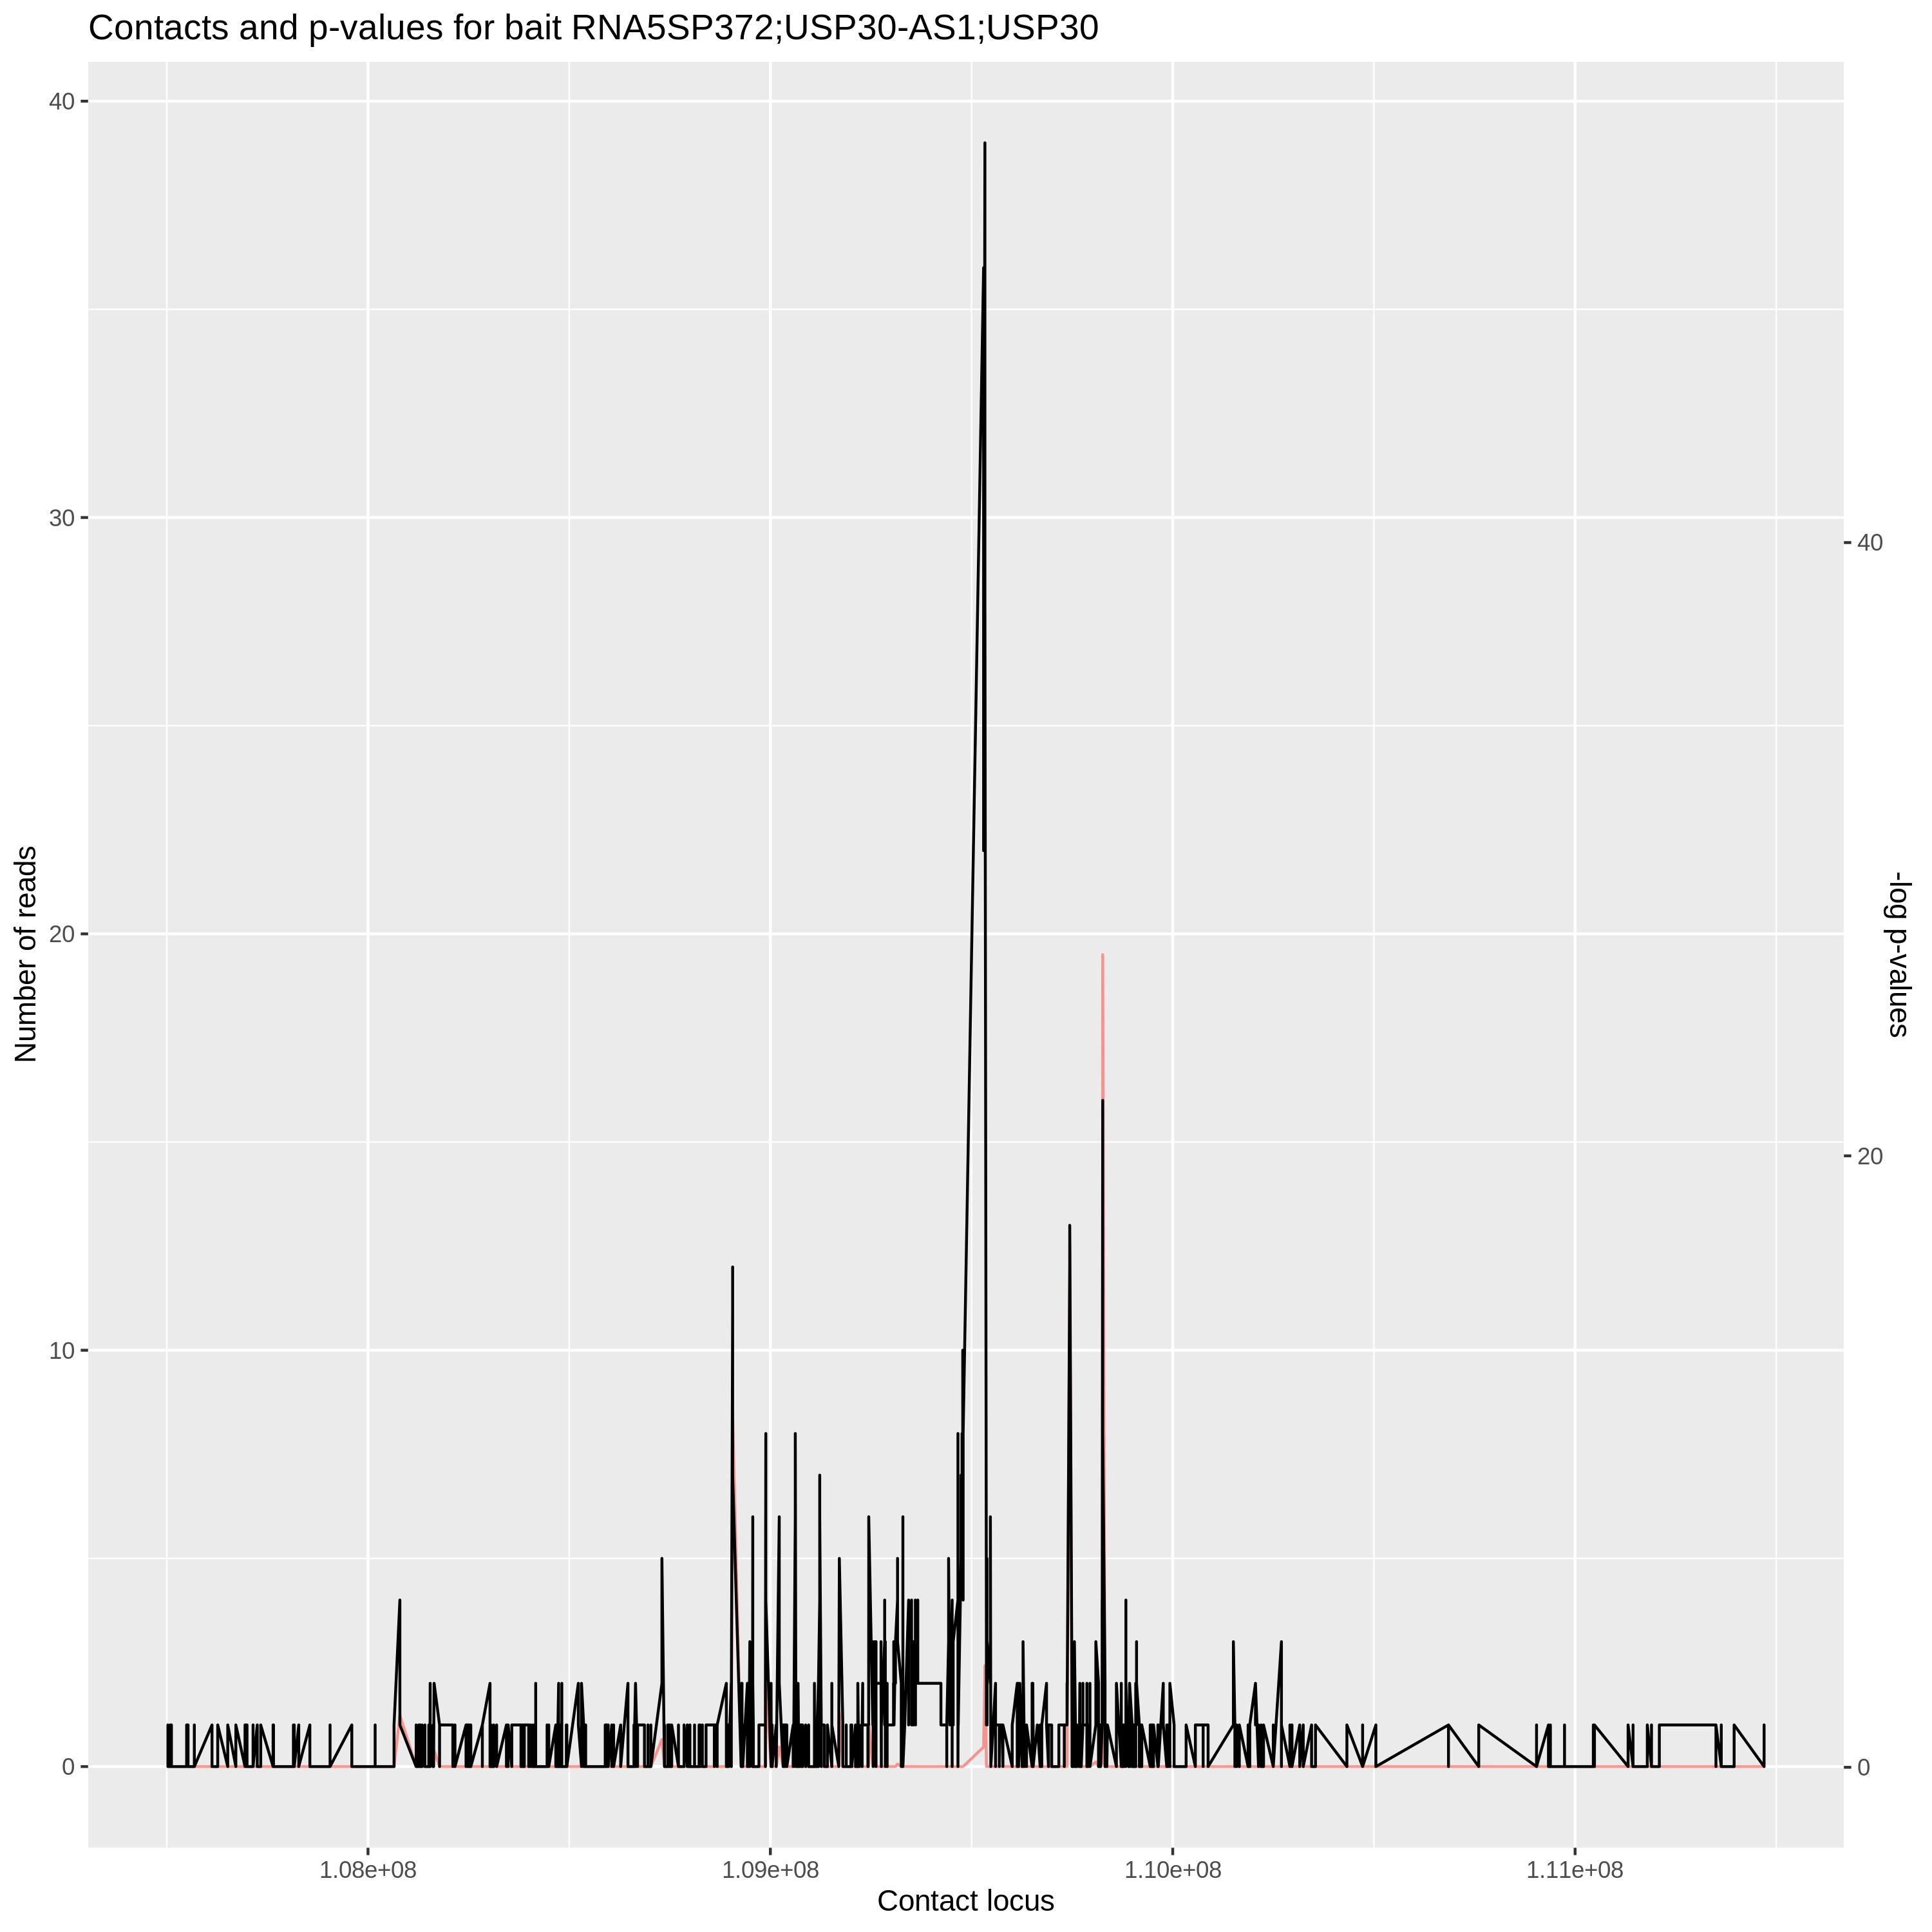 Contacts and p-values for bait RNA5SP372;USP30-AS1;USP30
40
30
20
10
0
Number of reads
40
20
0
-log p-values
1.08e+08 1.09e+08 1.10e+08 1.11e+08
Contact locus